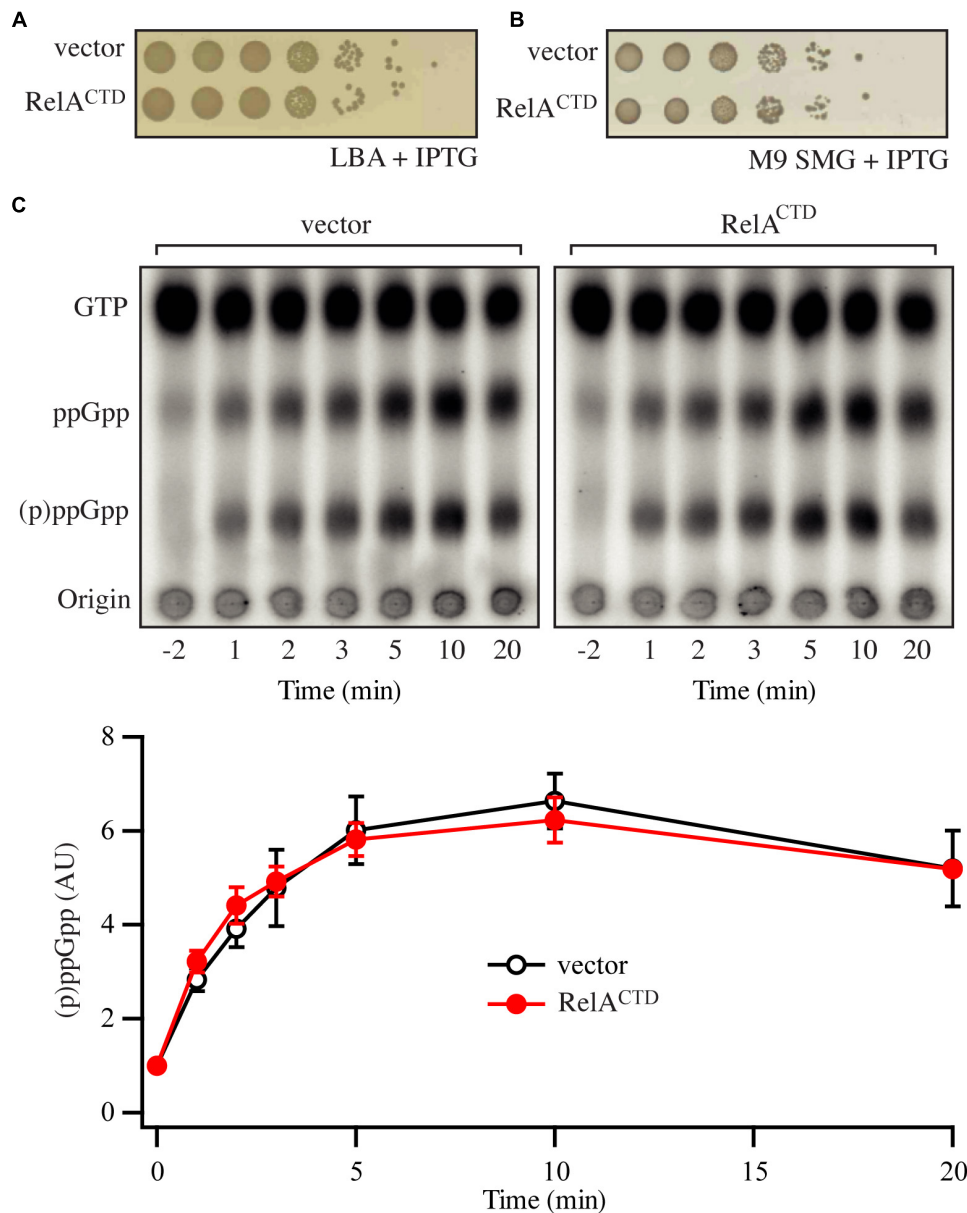 A
vector
RelA^CTD
LBA + IPTG
B
vector
RelA^CTD
M9 SMG + IPTG
C
vector
RelA^CTD
GTP
ppGpp
(p)ppGpp
Origin
-2 1 2 3 5 10 20
-2 1 2 3 5 10 20
Time (min)
Time (min)
8
6
4
2
0
(p)ppGpp (AU)
vector
RelA^CTD
0 5 10 15 20
Time (min)